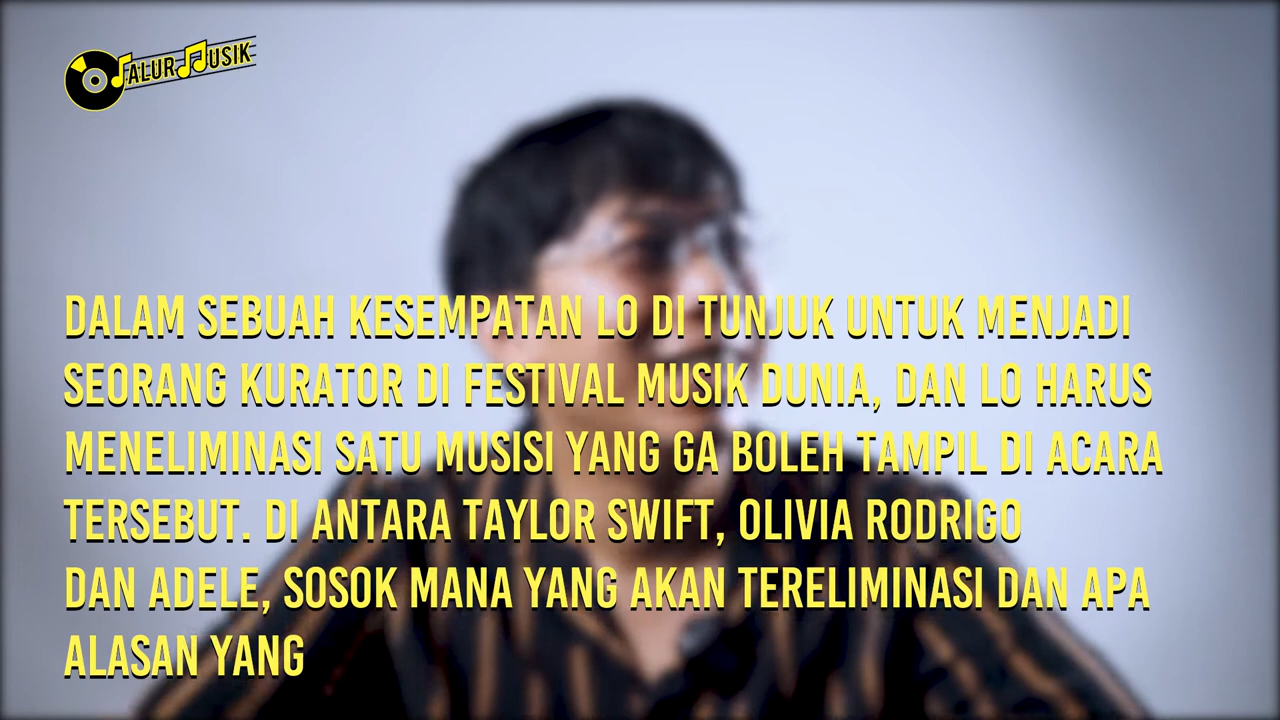 JALUR MUSIK
DALAM SEBUAH KESEMPATAN LO DI TUNJUK UNTUK MENJADI
SEORANG KURATOR DI FESTIVAL MUSIK DUNIA, DAN LO HARUS
MENELIMINASI SATU MUSISI YANG GA BOLEH TAMPIL DI ACARA
TERSEBUT. DI ANTARA TAYLOR SWIFT, OLIVIA RODRIGO
DAN ADELE, SOSOK MANA YANG AKAN TERELIMINASI DAN APA
ALASAN YANG